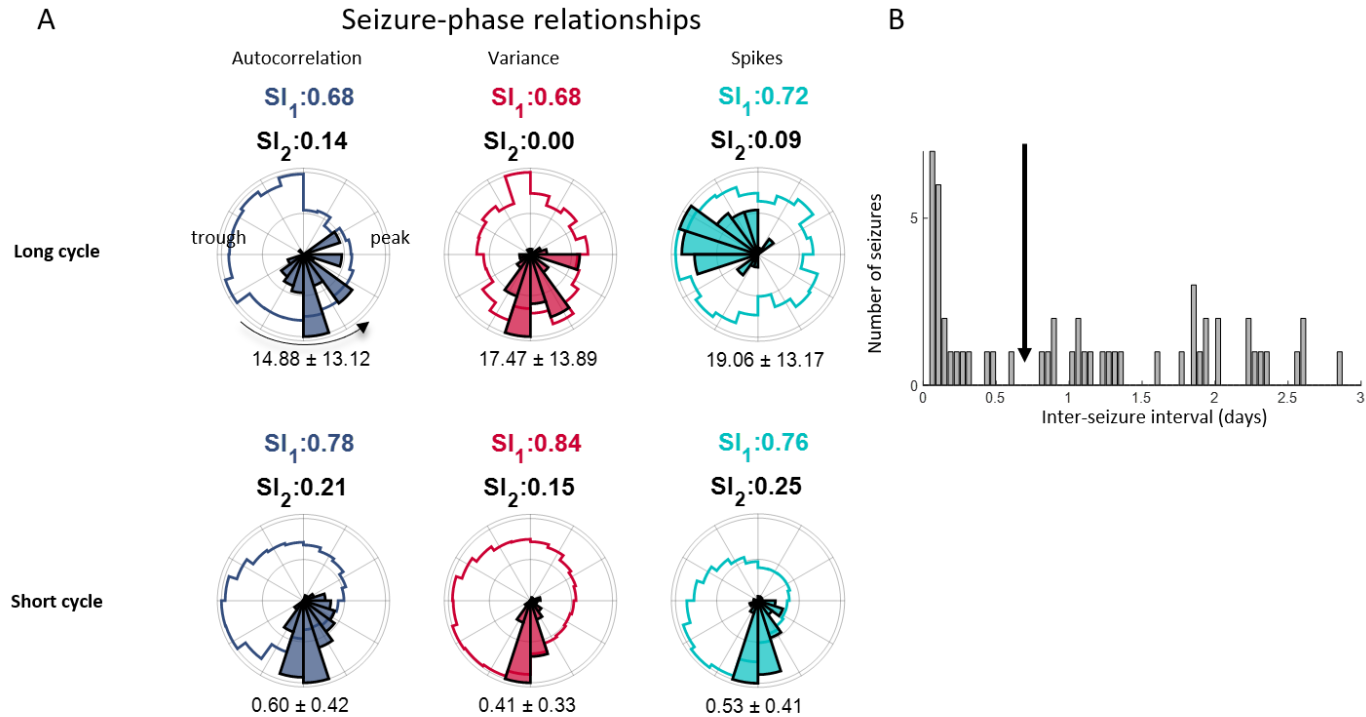 A
Seizure-phase relationships
B
Autocorrelation
Variance
Spikes
SI1:0.68
SI1:0.68
SI1:0.72
SI2:0.14
SI2:0.00
SI2:0.09
Long cycle
trough
peak
14.88 ± 13.12
17.47 ± 13.89
19.06 ± 13.17
Number of seizures
5
0
0
0.5
1
1.5
2
2.5
3
Inter-seizure interval (days)
SI1:0.78
SI1:0.84
SI1:0.76
SI2:0.21
SI2:0.15
SI2:0.25
Short cycle
0.60 ± 0.42
0.41 ± 0.33
0.53 ± 0.41